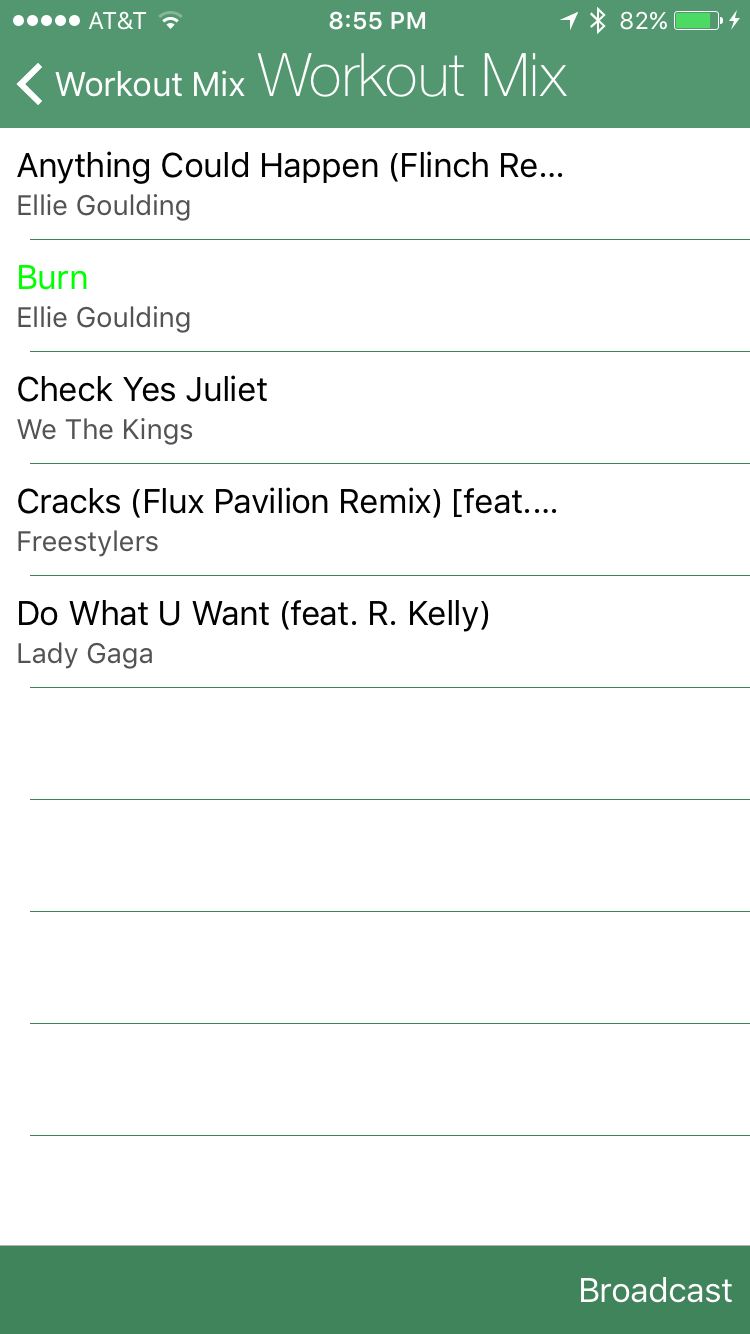 AT&T 8:55 PM 82%
Workout Mix Workout Mix
Anything Could Happen (Flinch Re...
Ellie Goulding
Burn
Ellie Goulding
Check Yes Juliet
We The Kings
Cracks (Flux Pavilion Remix) [feat....
Freestylers
Do What U Want (feat. R. Kelly)
Lady Gaga
Broadcast